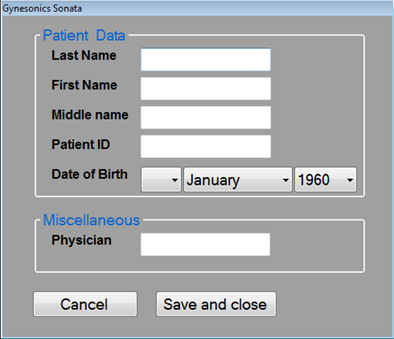 Gynesonics Sonata
Patient Data
Last Name
First Name
Middle name
Patient ID
Date of Birth January 1960
Miscellaneous
Physician
Cancel Save and close